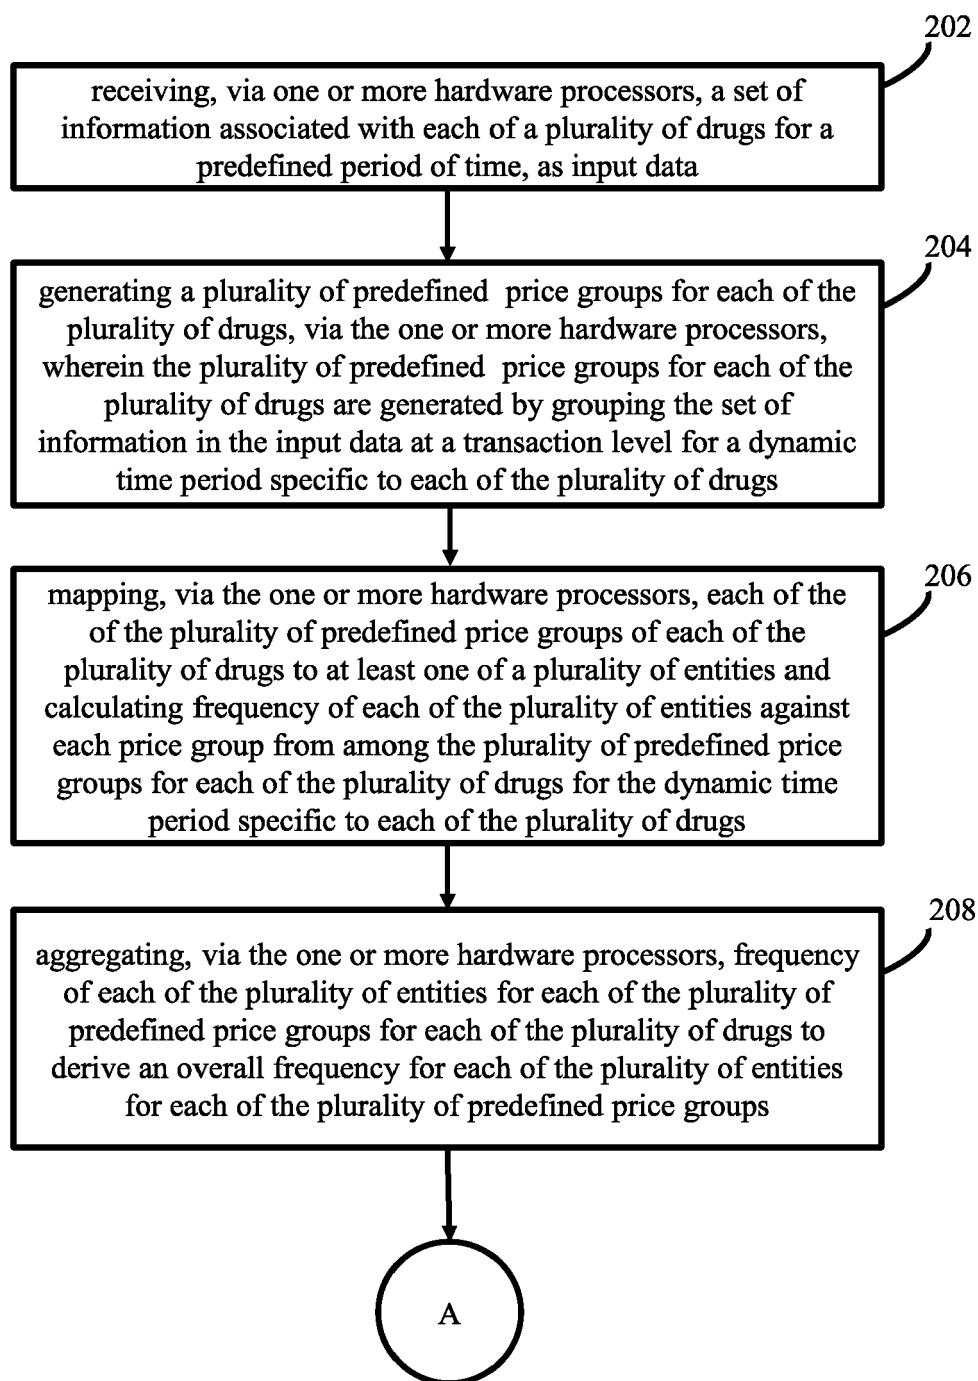 202
receiving, via one or more hardware processors, a set of
information associated with each of a plurality of drugs for a
predefined period of time, as input data
204
generating a plurality of predefined price groups for each of the
plurality of drugs, via the one or more hardware processors,
wherein the plurality of predefined price groups for each of the
plurality of drugs are generated by grouping the set of
information in the input data at a transaction level for a dynamic
time period specific to each of the plurality of drugs
206
mapping, via the one or more hardware processors, each of the
of the plurality of predefined price groups of each of the
plurality of drugs to at least one of a plurality of entities and
calculating frequency of each of the plurality of entities against
each price group from among the plurality of predefined price
groups for each of the plurality of drugs for the dynamic time
period specific to each of the plurality of drugs
208
aggregating, via the one or more hardware processors, frequency
of each of the plurality of entities for each of the plurality of
predefined price groups for each of the plurality of drugs to
derive an overall frequency for each of the plurality of entities
for each of the plurality of predefined price groups
A